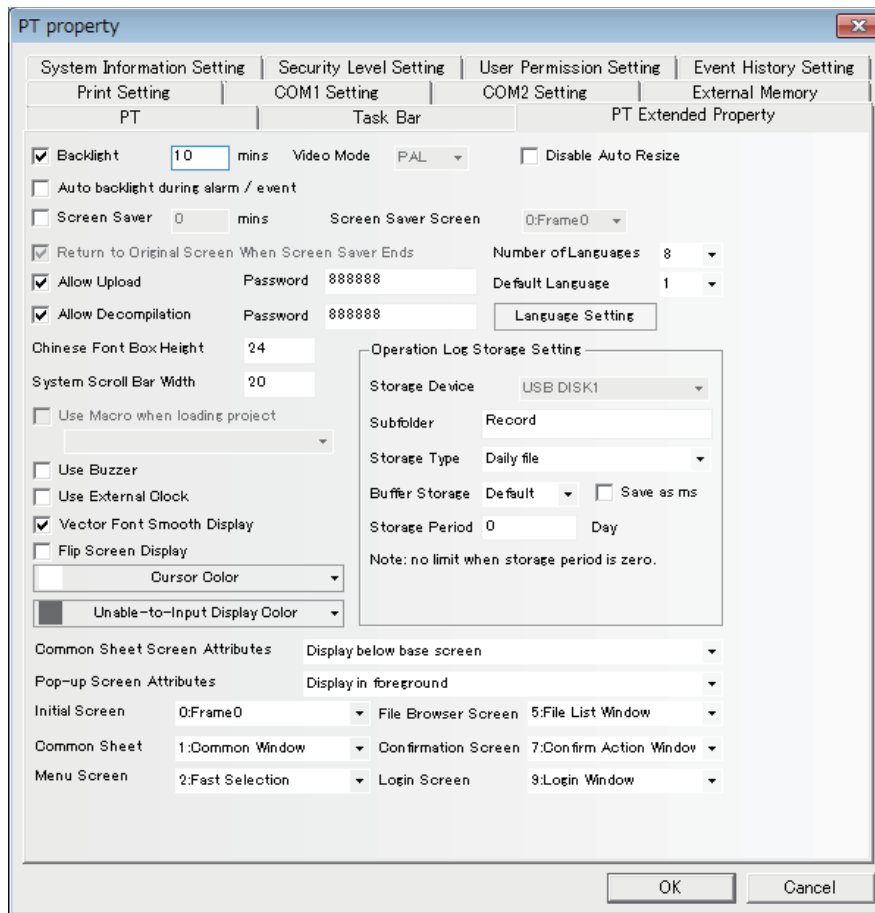 PT property
System Information Setting Security Level Setting User Permission Setting Event History Setting
Print Setting COM1 Setting COM2 Setting External Memory
PT Task Bar PT Extended Property
Backlight 10 mins Video Mode PAL Disable Auto Resize
Auto backlight during alarm / event
Screen Saver 0 mins Screen Saver Screen 0:Frame0
Return to Original Screen When Screen Saver Ends Number of Languages 8
Allow Upload Password 888888 Default Language 1
Allow Decompilation Password 888888 Language Setting
Chinese Font Box Height 24 Operation Log Storage Setting
System Scroll Bar Width 20 Storage Device USB DISK1
Use Macro when loading project Subfolder Record
Storage Type Daily file
Use Buzzer
Use External Clock Buffer Storage Default Save as ms
Vector Font Smooth Display Storage Period 0 Day
Flip Screen Display Note: no limit when storage period is zero.
Cursor Color
Unable-to-Input Display Color
Common Sheet Screen Attributes Display below base screen
Pop-up Screen Attributes Display in foreground
Initial Screen 0:Frame0 File Browser Screen 5:File List Window
Common Sheet 1:Common Window Confirmation Screen 7:Confirm Action Window
Menu Screen 2:Fast Selection Login Screen 9:Login Window
OK Cancel